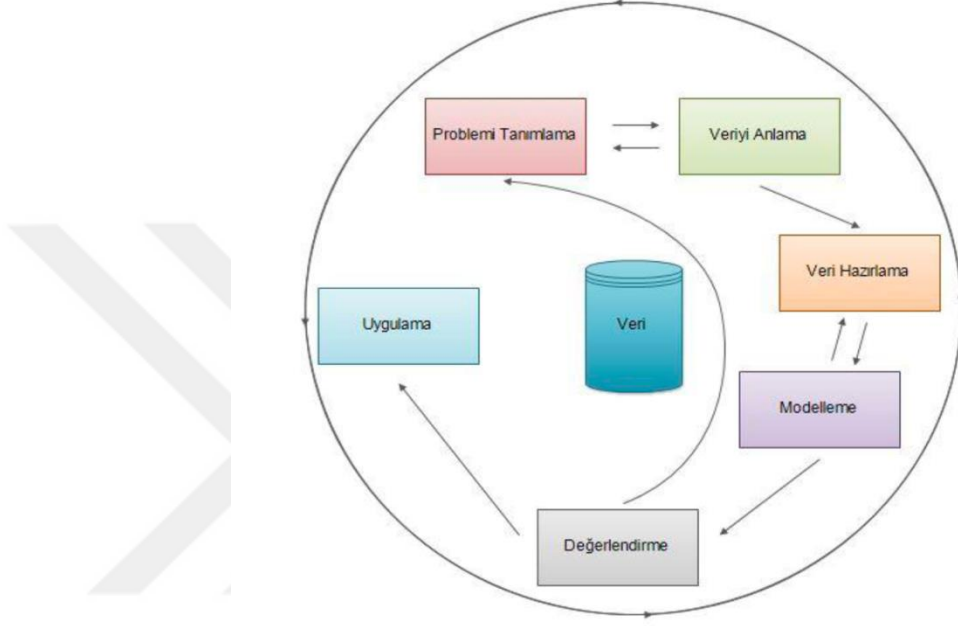 Problemi Tanımlama
Veriyi Anlama
Veri Hazırlama
Uygulama
Veri
Modelleme
Değerlendirme